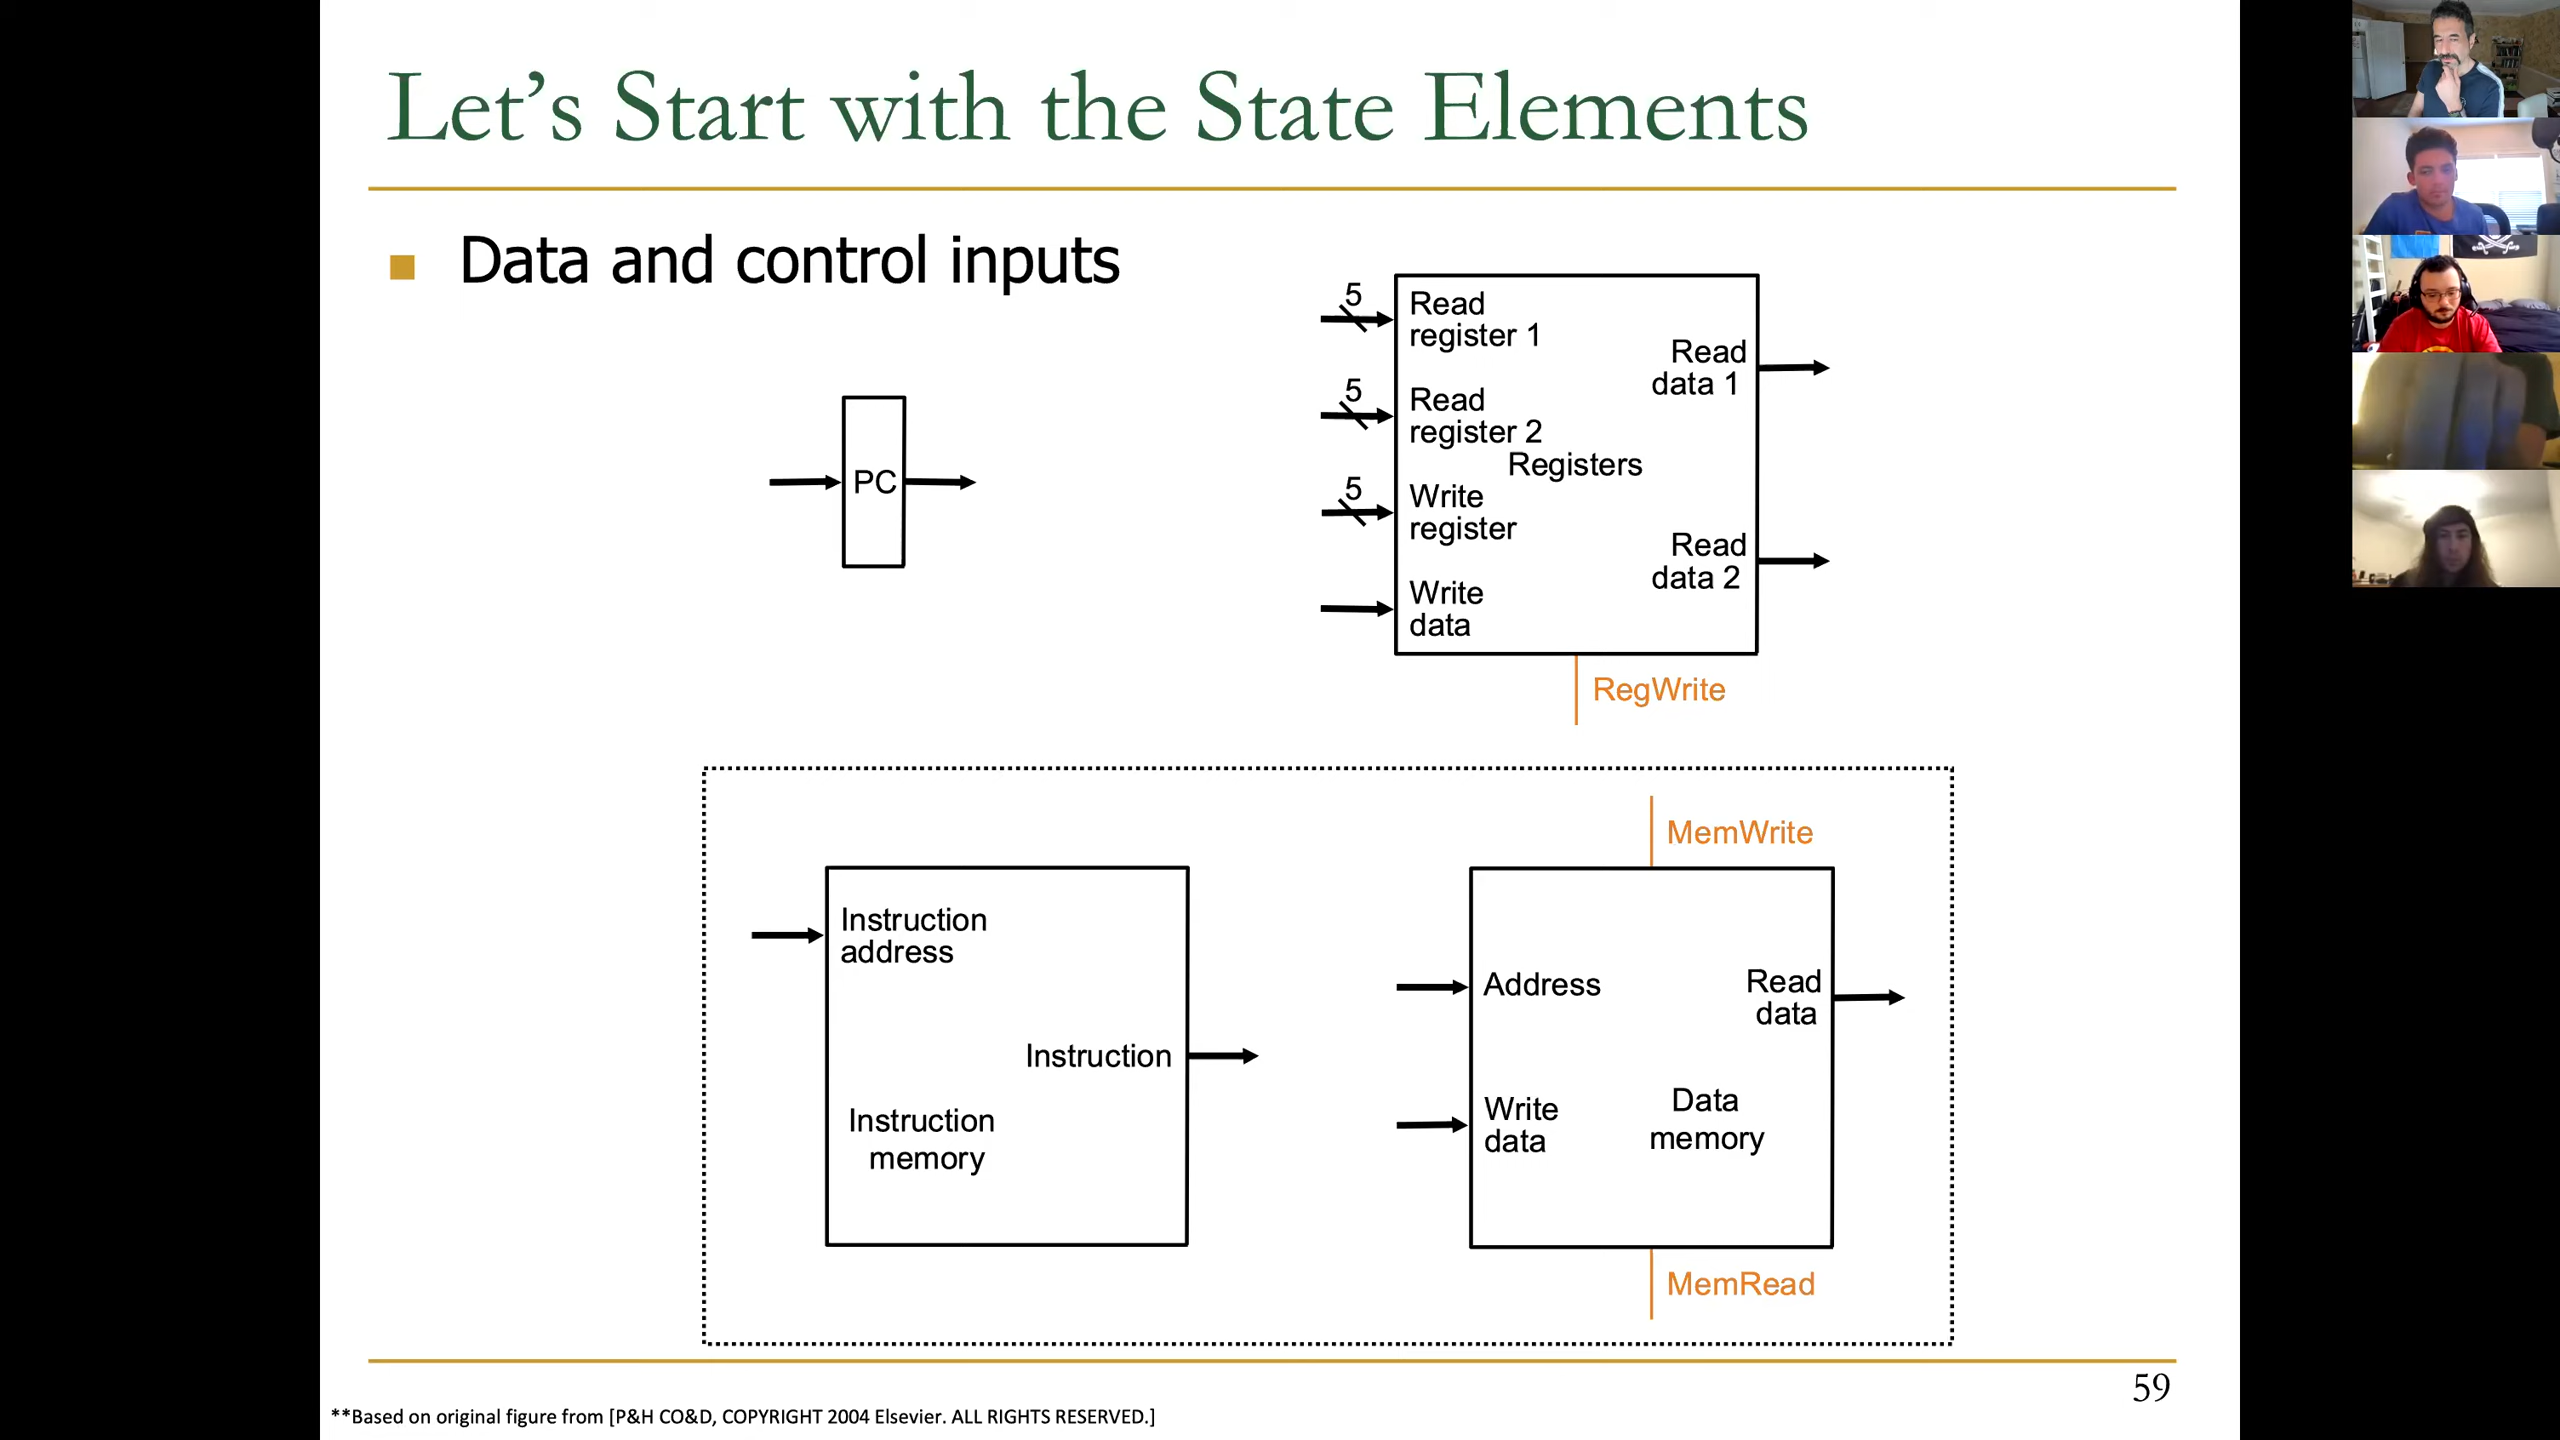 Let’s Start with the State Elements
Data and control inputs
PC
5
Read
register 1
5
Read
register 2
Registers
5
Write
register
Write
data
Read
data 1
Read
data 2
RegWrite
Instruction
address
Instruction
Instruction
memory
MemWrite
Address
Read
data
Write
data
Data
memory
MemRead
59
**Based on original figure from [P&H CO&D, COPYRIGHT 2004 Elsevier. ALL RIGHTS RESERVED.]